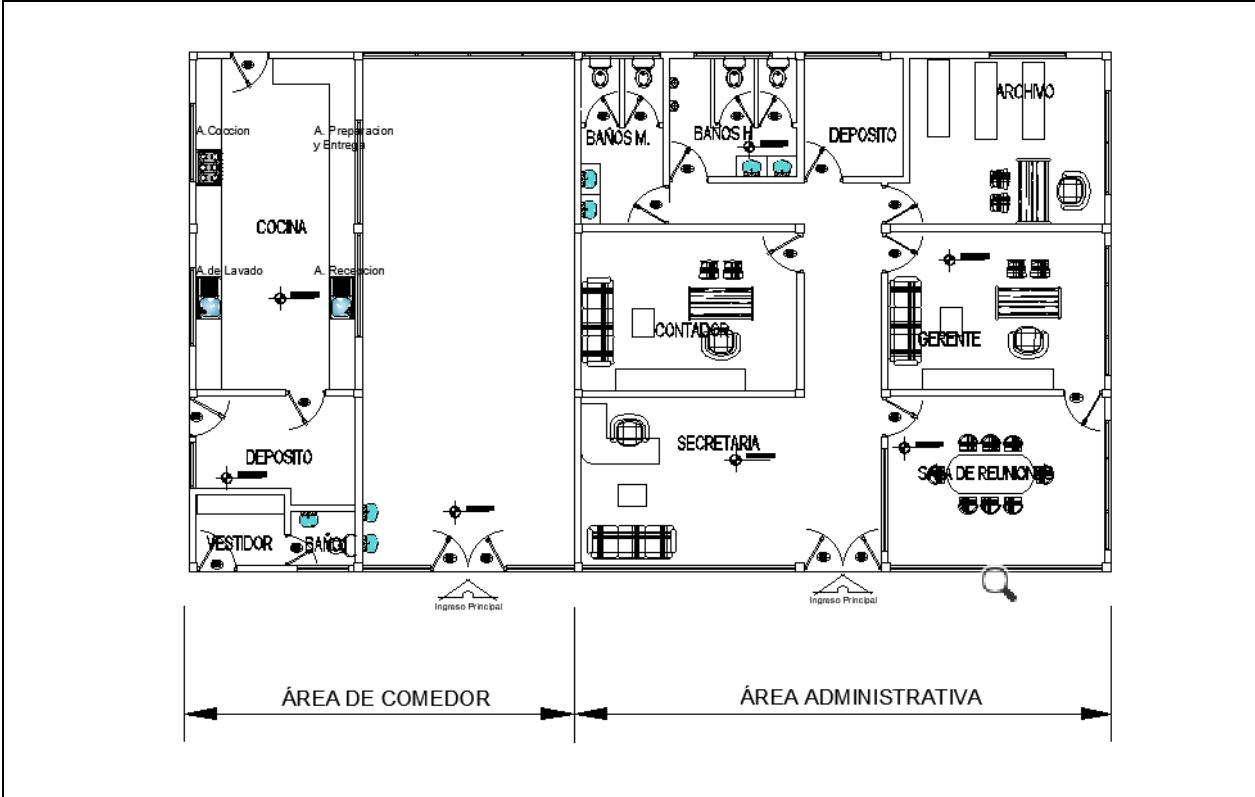 A.Coccion
A. Preparacion
y Entrega
BAÑOS M.
BAÑOS H
DEPOSITO
ARCHIVO
COCINA
A.de Lavado
A. Recepcion
CONTADOR
GERENTE
DEPOSITO
SECRETARIA
SALA DE REUNIONES
VESTIDOR
BAÑO
Ingreso Principal
Ingreso Principal
ÁREA DE COMEDOR
ÁREA ADMINISTRATIVA